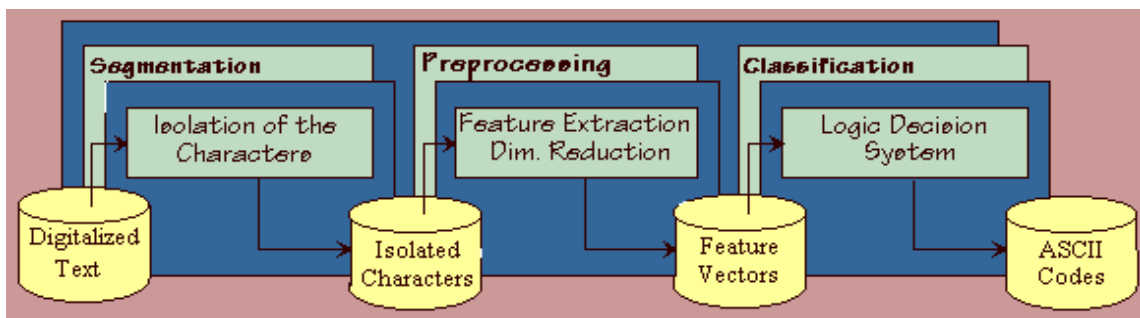 Segmentation
Isolation of the
Characters
Preprocessing
Feature Extraction
Dim. Reduction
Classification
Logic Decision
System
Digitalized
Text
Isolated
Characters
Feature
Vectors
ASCII
Codes